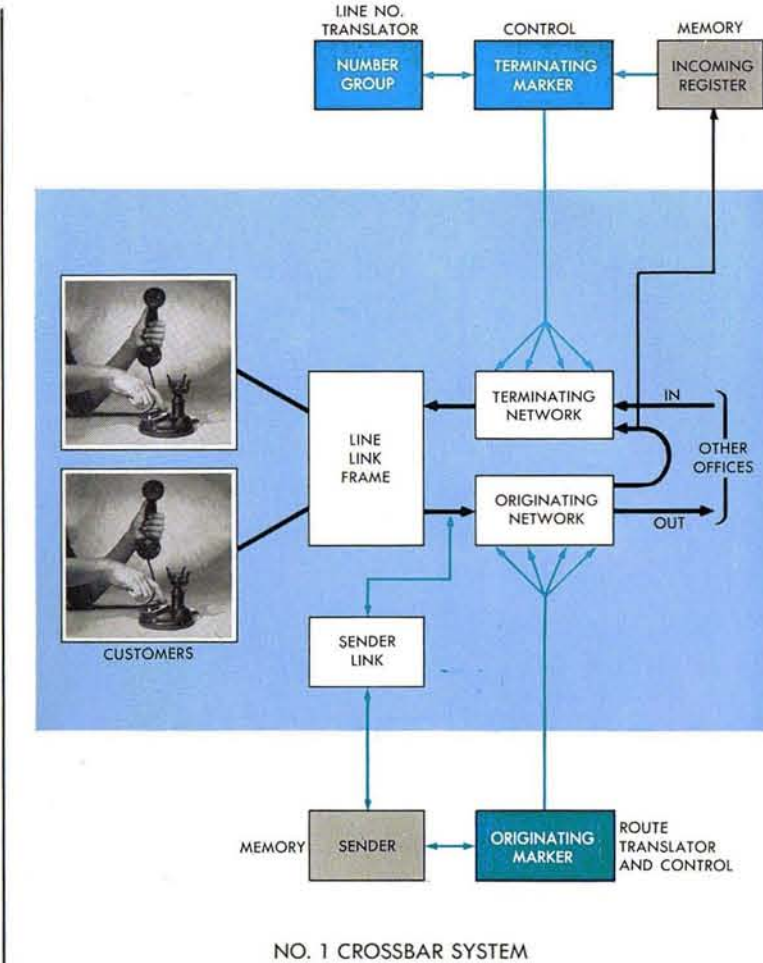 LINE NO.
TRANSLATOR
CONTROL
MEMORY
NUMBER
GROUP
TERMINATING
MARKER
INCOMING
REGISTER
TERMINATING
NETWORK
IN
LINE
LINK
FRAME
OTHER
OFFICES
ORIGINATING
NETWORK
OUT
CUSTOMERS
SENDER
LINK
MEMORY
SENDER
ORIGINATING
MARKER
ROUTE
TRANSLATOR
AND CONTROL
NO. 1 CROSSBAR SYSTEM